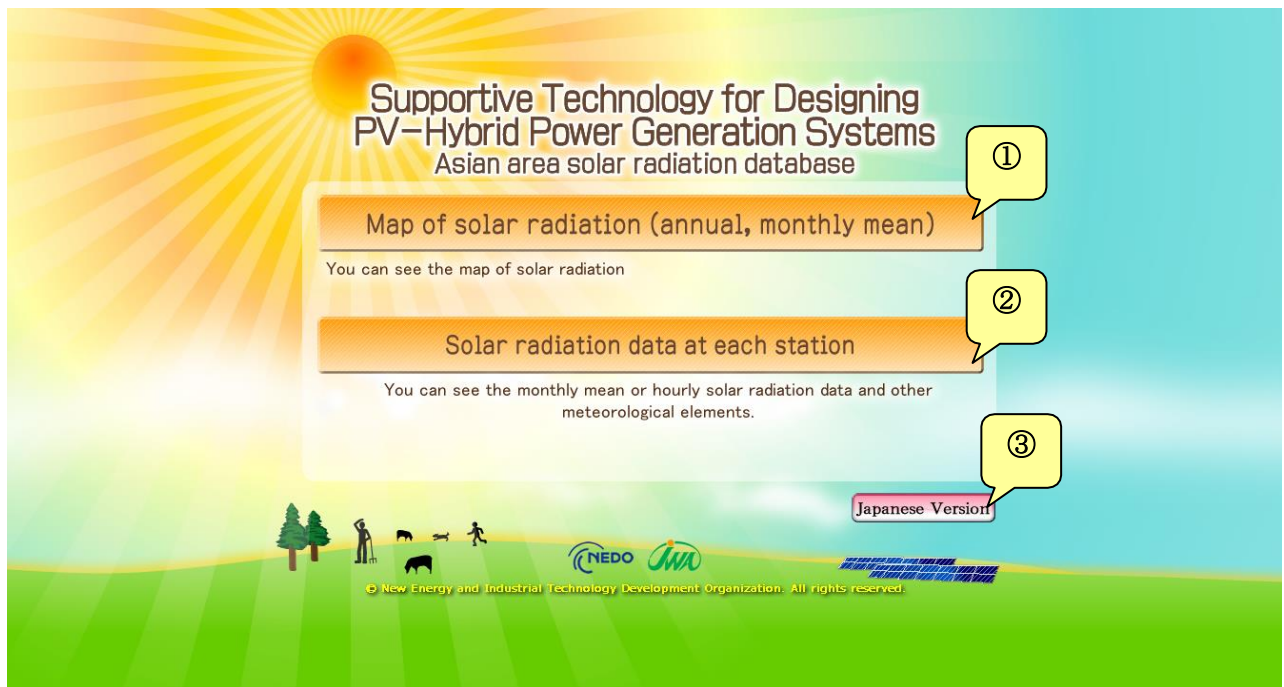 Supportive Technology for Designing
PV-Hybrid Power Generation Systems
Asian area solar radiation database
①
Map of solar radiation (annual, monthly mean)
You can see the map of solar radiation
②
Solar radiation data at each station
You can see the monthly mean or hourly solar radiation data and other
meteorological elements.
③
Japanese Version
NEDO JWA
© New Energy and Industrial Technology Development Organization. All rights reserved.